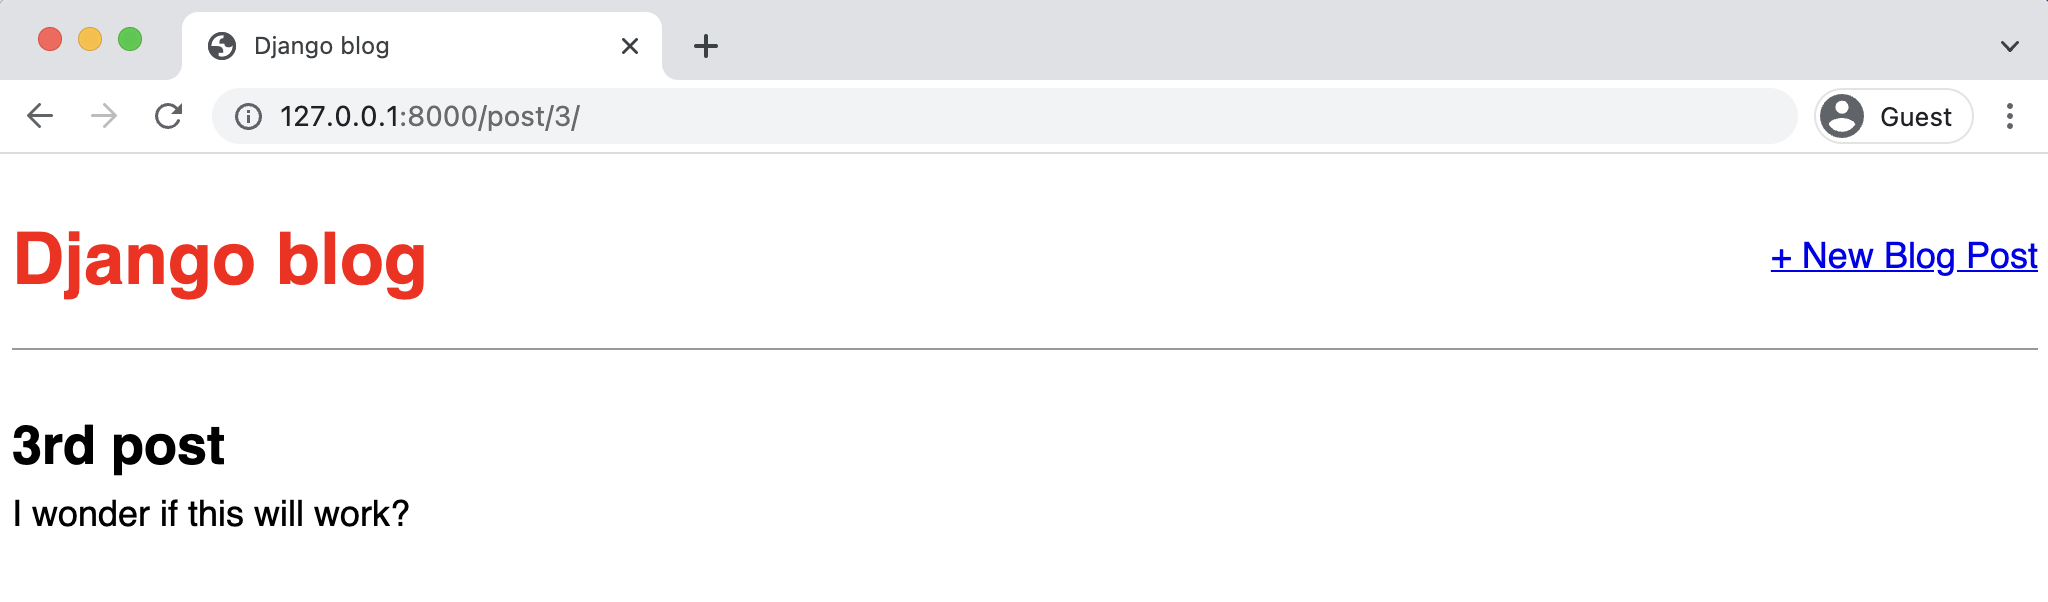 Django blog
127.0.0.1:8000/post/3/
Guest
Django blog
+ New Blog Post
3rd post
I wonder if this will work?